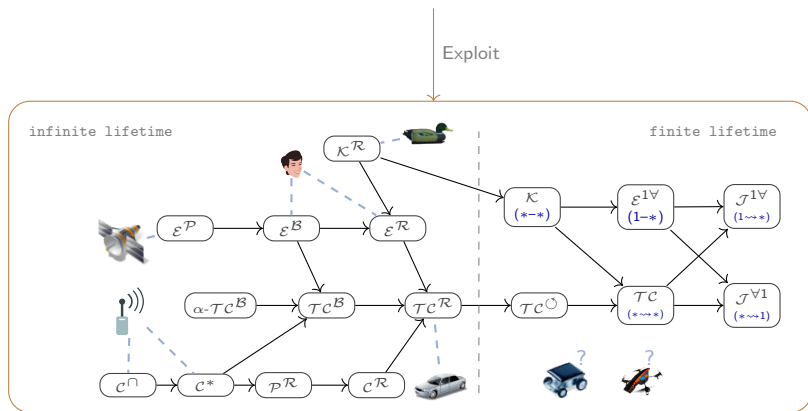 Exploit
infinite lifetime
finite lifetime
𝒦^ℛ
𝒦
(∗−∗)
ℰ^{1∀}
(1−∗)
𝒥^{1∀}
(1⇝∗)
ℰ^𝒫
ℰ^ℬ
ℰ^ℛ
α-𝒯𝒞^ℬ
𝒯𝒞^ℬ
𝒯𝒞^ℛ
𝒯𝒞^↺
𝒯𝒞
(∗⇝∗)
𝒥^{∀1}
(∗⇝1)
𝒞^∩
𝒞^∗
𝒫^ℛ
𝒞^ℛ
?
?